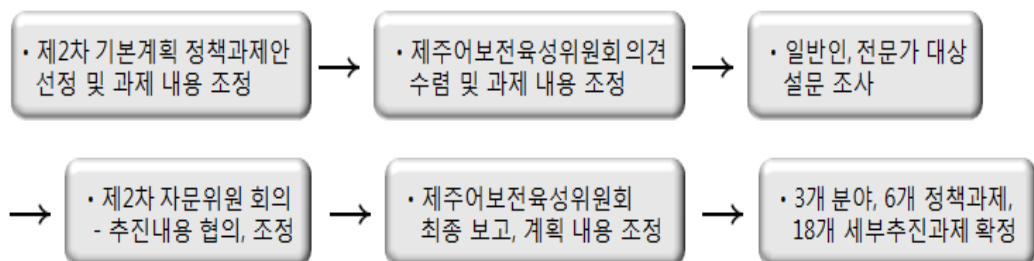 • 제2차 기본계획 정책과제안
선정 및 과제 내용 조정
→
• 제주어보전육성위원회 의견
수렴 및 과제 내용 조정
→
• 일반인, 전문가 대상
설문 조사
→
• 제2차 자문위원 회의
- 추진내용 협의, 조정
→
• 제주어보전육성위원회
최종 보고, 계획 내용 조정
→
• 3개 분야, 6개 정책과제,
18개 세부추진과제 확정